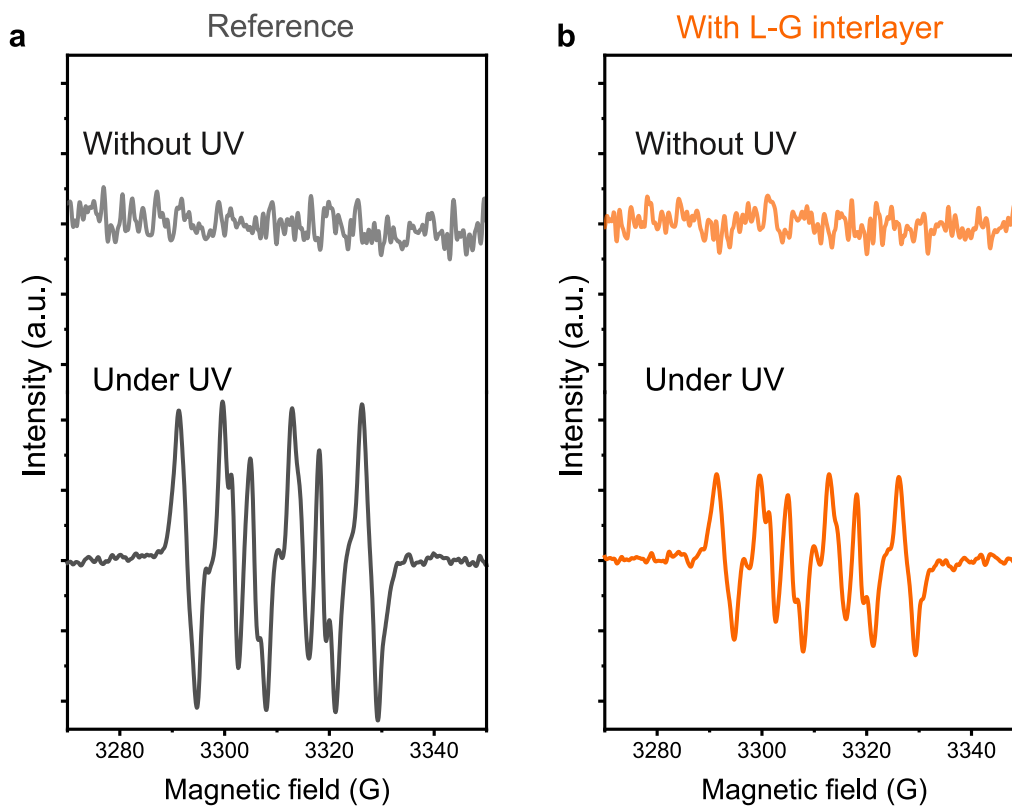 a
Reference
Without UV
Under UV
Intensity (a.u.)
3280 3300 3320 3340
Magnetic field (G)
b
With L-G interlayer
Without UV
Under UV
Intensity (a.u.)
3280 3300 3320 3340
Magnetic field (G)